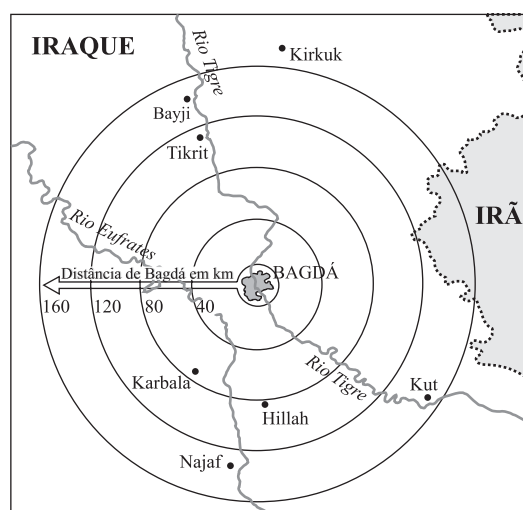 IRAQUE
Rio Tigre
Kirkuk
Bayji
Tikrit
IRÃ
Rio Eufrates
BAGDÁ
Distância de Bagdá em km
160 120 80 40
Karbala
Rio Tigre
Kut
Hillah
Najaf